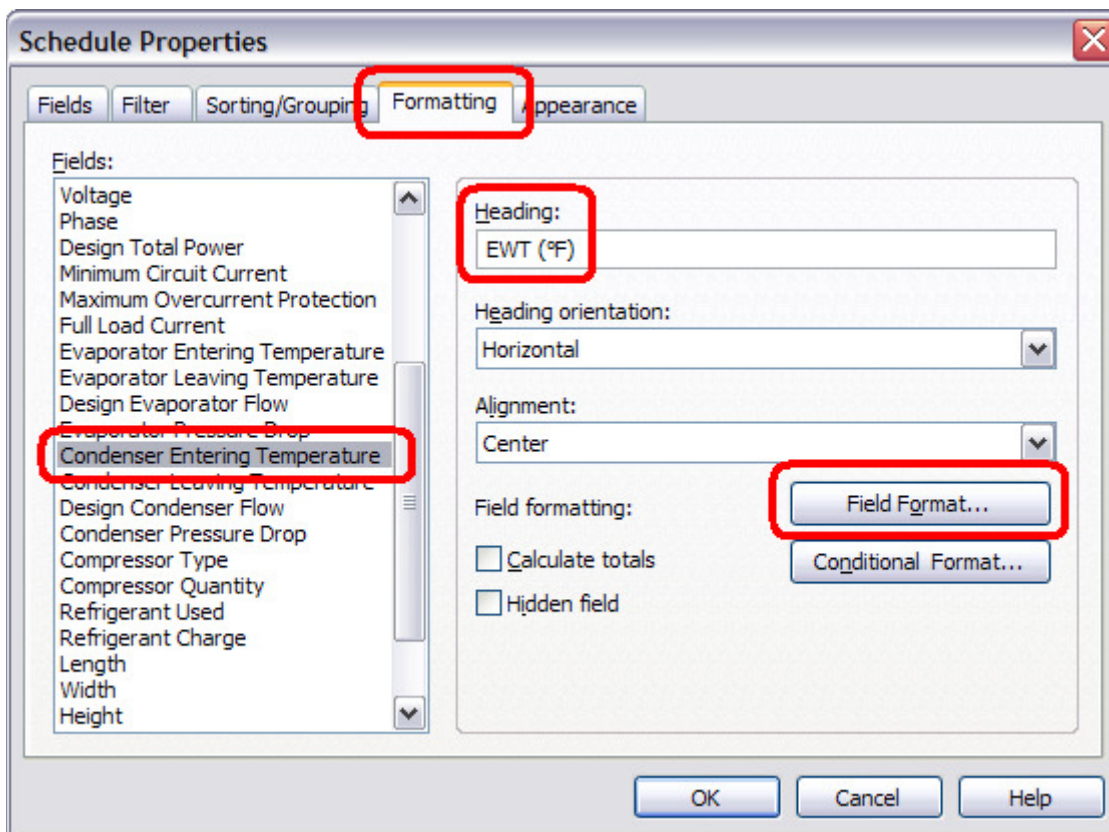 Schedule Properties
Fields Filter Sorting/Grouping Formatting Appearance
Fields:
Voltage
Phase
Design Total Power
Minimum Circuit Current
Maximum Overcurrent Protection
Full Load Current
Evaporator Entering Temperature
Evaporator Leaving Temperature
Design Evaporator Flow
Evaporator Pressure Drop
Condenser Entering Temperature
Condenser Leaving Temperature
Design Condenser Flow
Condenser Pressure Drop
Compressor Type
Compressor Quantity
Refrigerant Used
Refrigerant Charge
Length
Width
Height
Heading:
EWT (°F)
Heading orientation:
Horizontal
Alignment:
Center
Field formatting:
Field Format...
Calculate totals
Conditional Format...
Hidden field
OK Cancel Help